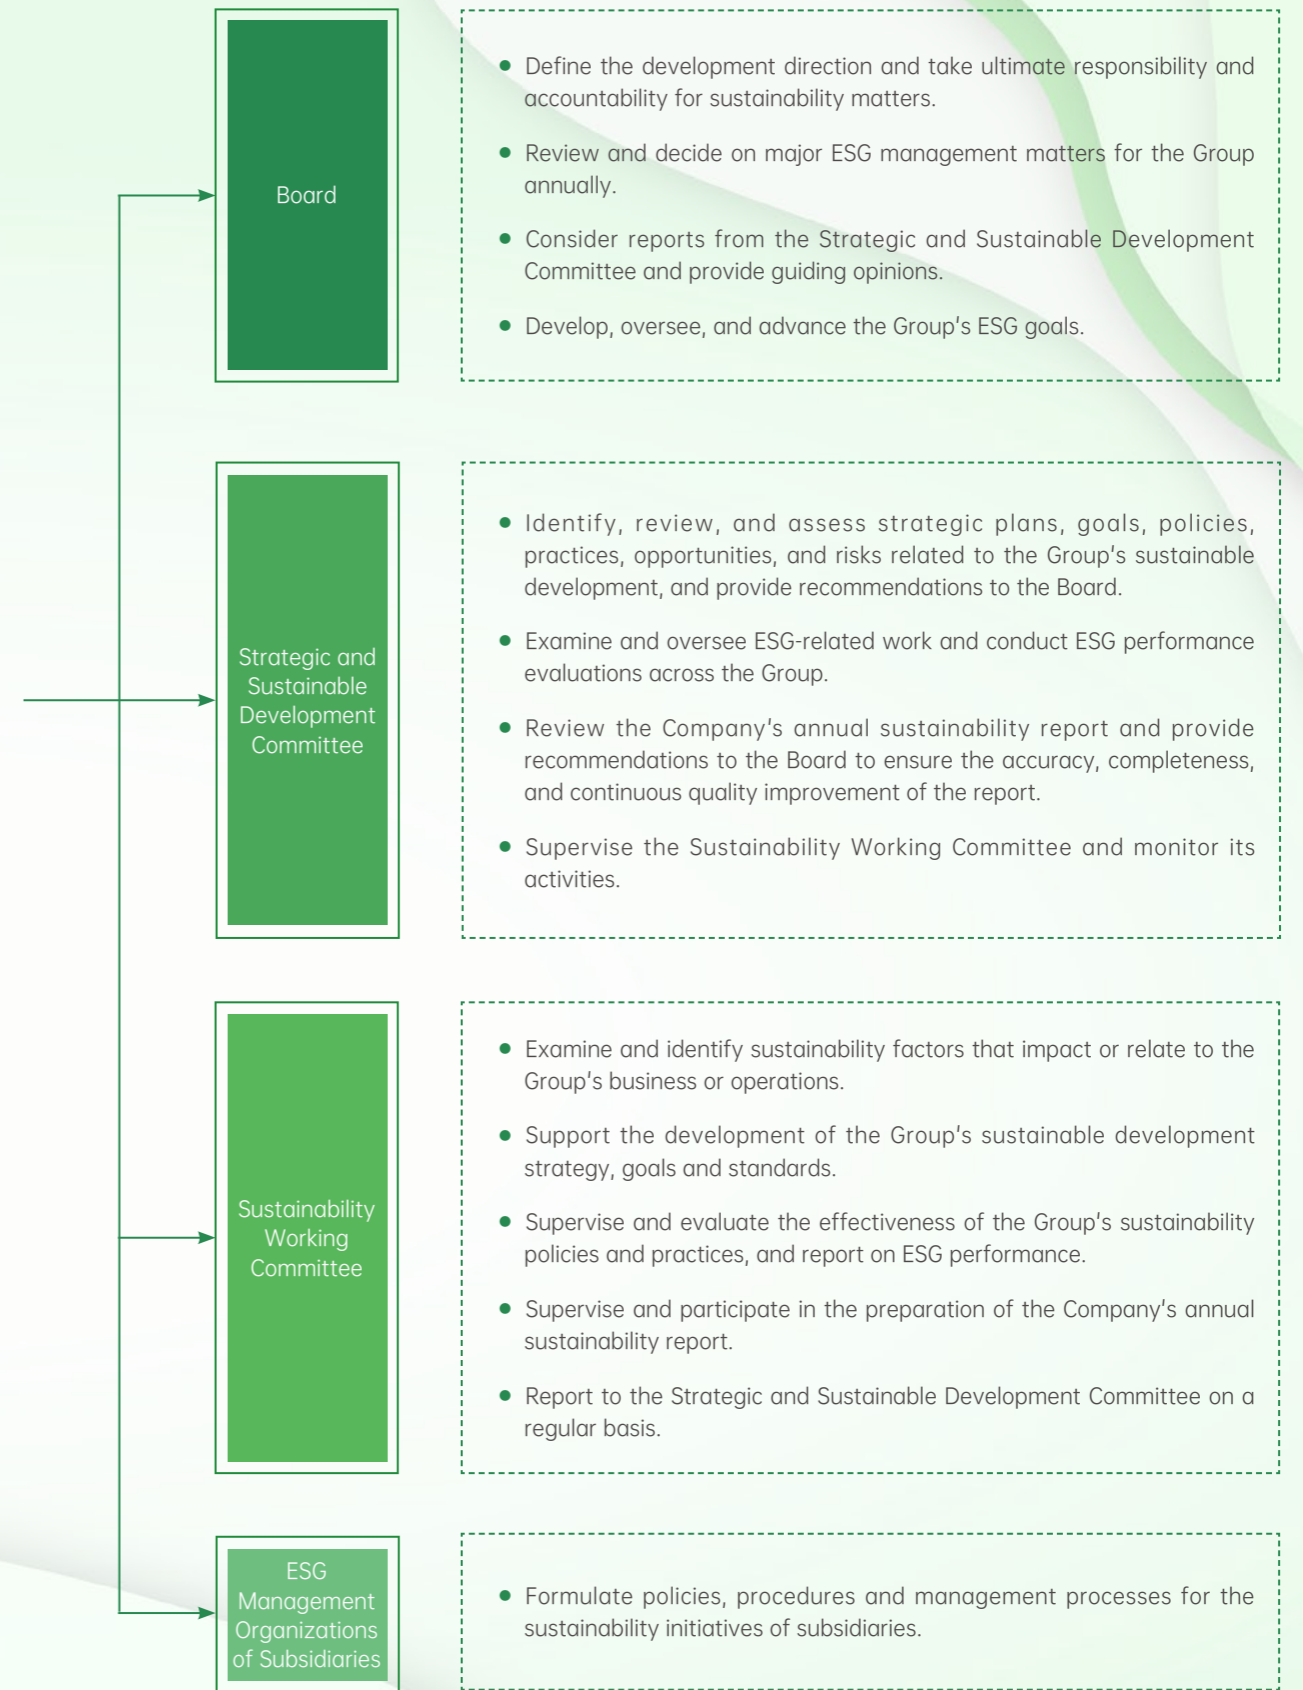 Board
● Define the development direction and take ultimate responsibility and
accountability for sustainability matters.
● Review and decide on major ESG management matters for the Group
annually.
● Consider reports from the Strategic and Sustainable Development
Committee and provide guiding opinions.
● Develop, oversee, and advance the Group's ESG goals.
Strategic and
Sustainable
Development
Committee
● Identify, review, and assess strategic plans, goals, policies,
practices, opportunities, and risks related to the Group's sustainable
development, and provide recommendations to the Board.
● Examine and oversee ESG-related work and conduct ESG performance
evaluations across the Group.
● Review the Company's annual sustainability report and provide
recommendations to the Board to ensure the accuracy, completeness,
and continuous quality improvement of the report.
● Supervise the Sustainability Working Committee and monitor its
activities.
Sustainability
Working
Committee
● Examine and identify sustainability factors that impact or relate to the
Group's business or operations.
● Support the development of the Group's sustainable development
strategy, goals and standards.
● Supervise and evaluate the effectiveness of the Group's sustainability
policies and practices, and report on ESG performance.
● Supervise and participate in the preparation of the Company's annual
sustainability report.
● Report to the Strategic and Sustainable Development Committee on a
regular basis.
ESG
Management
Organizations
of Subsidiaries
● Formulate policies, procedures and management processes for the
sustainability initiatives of subsidiaries.